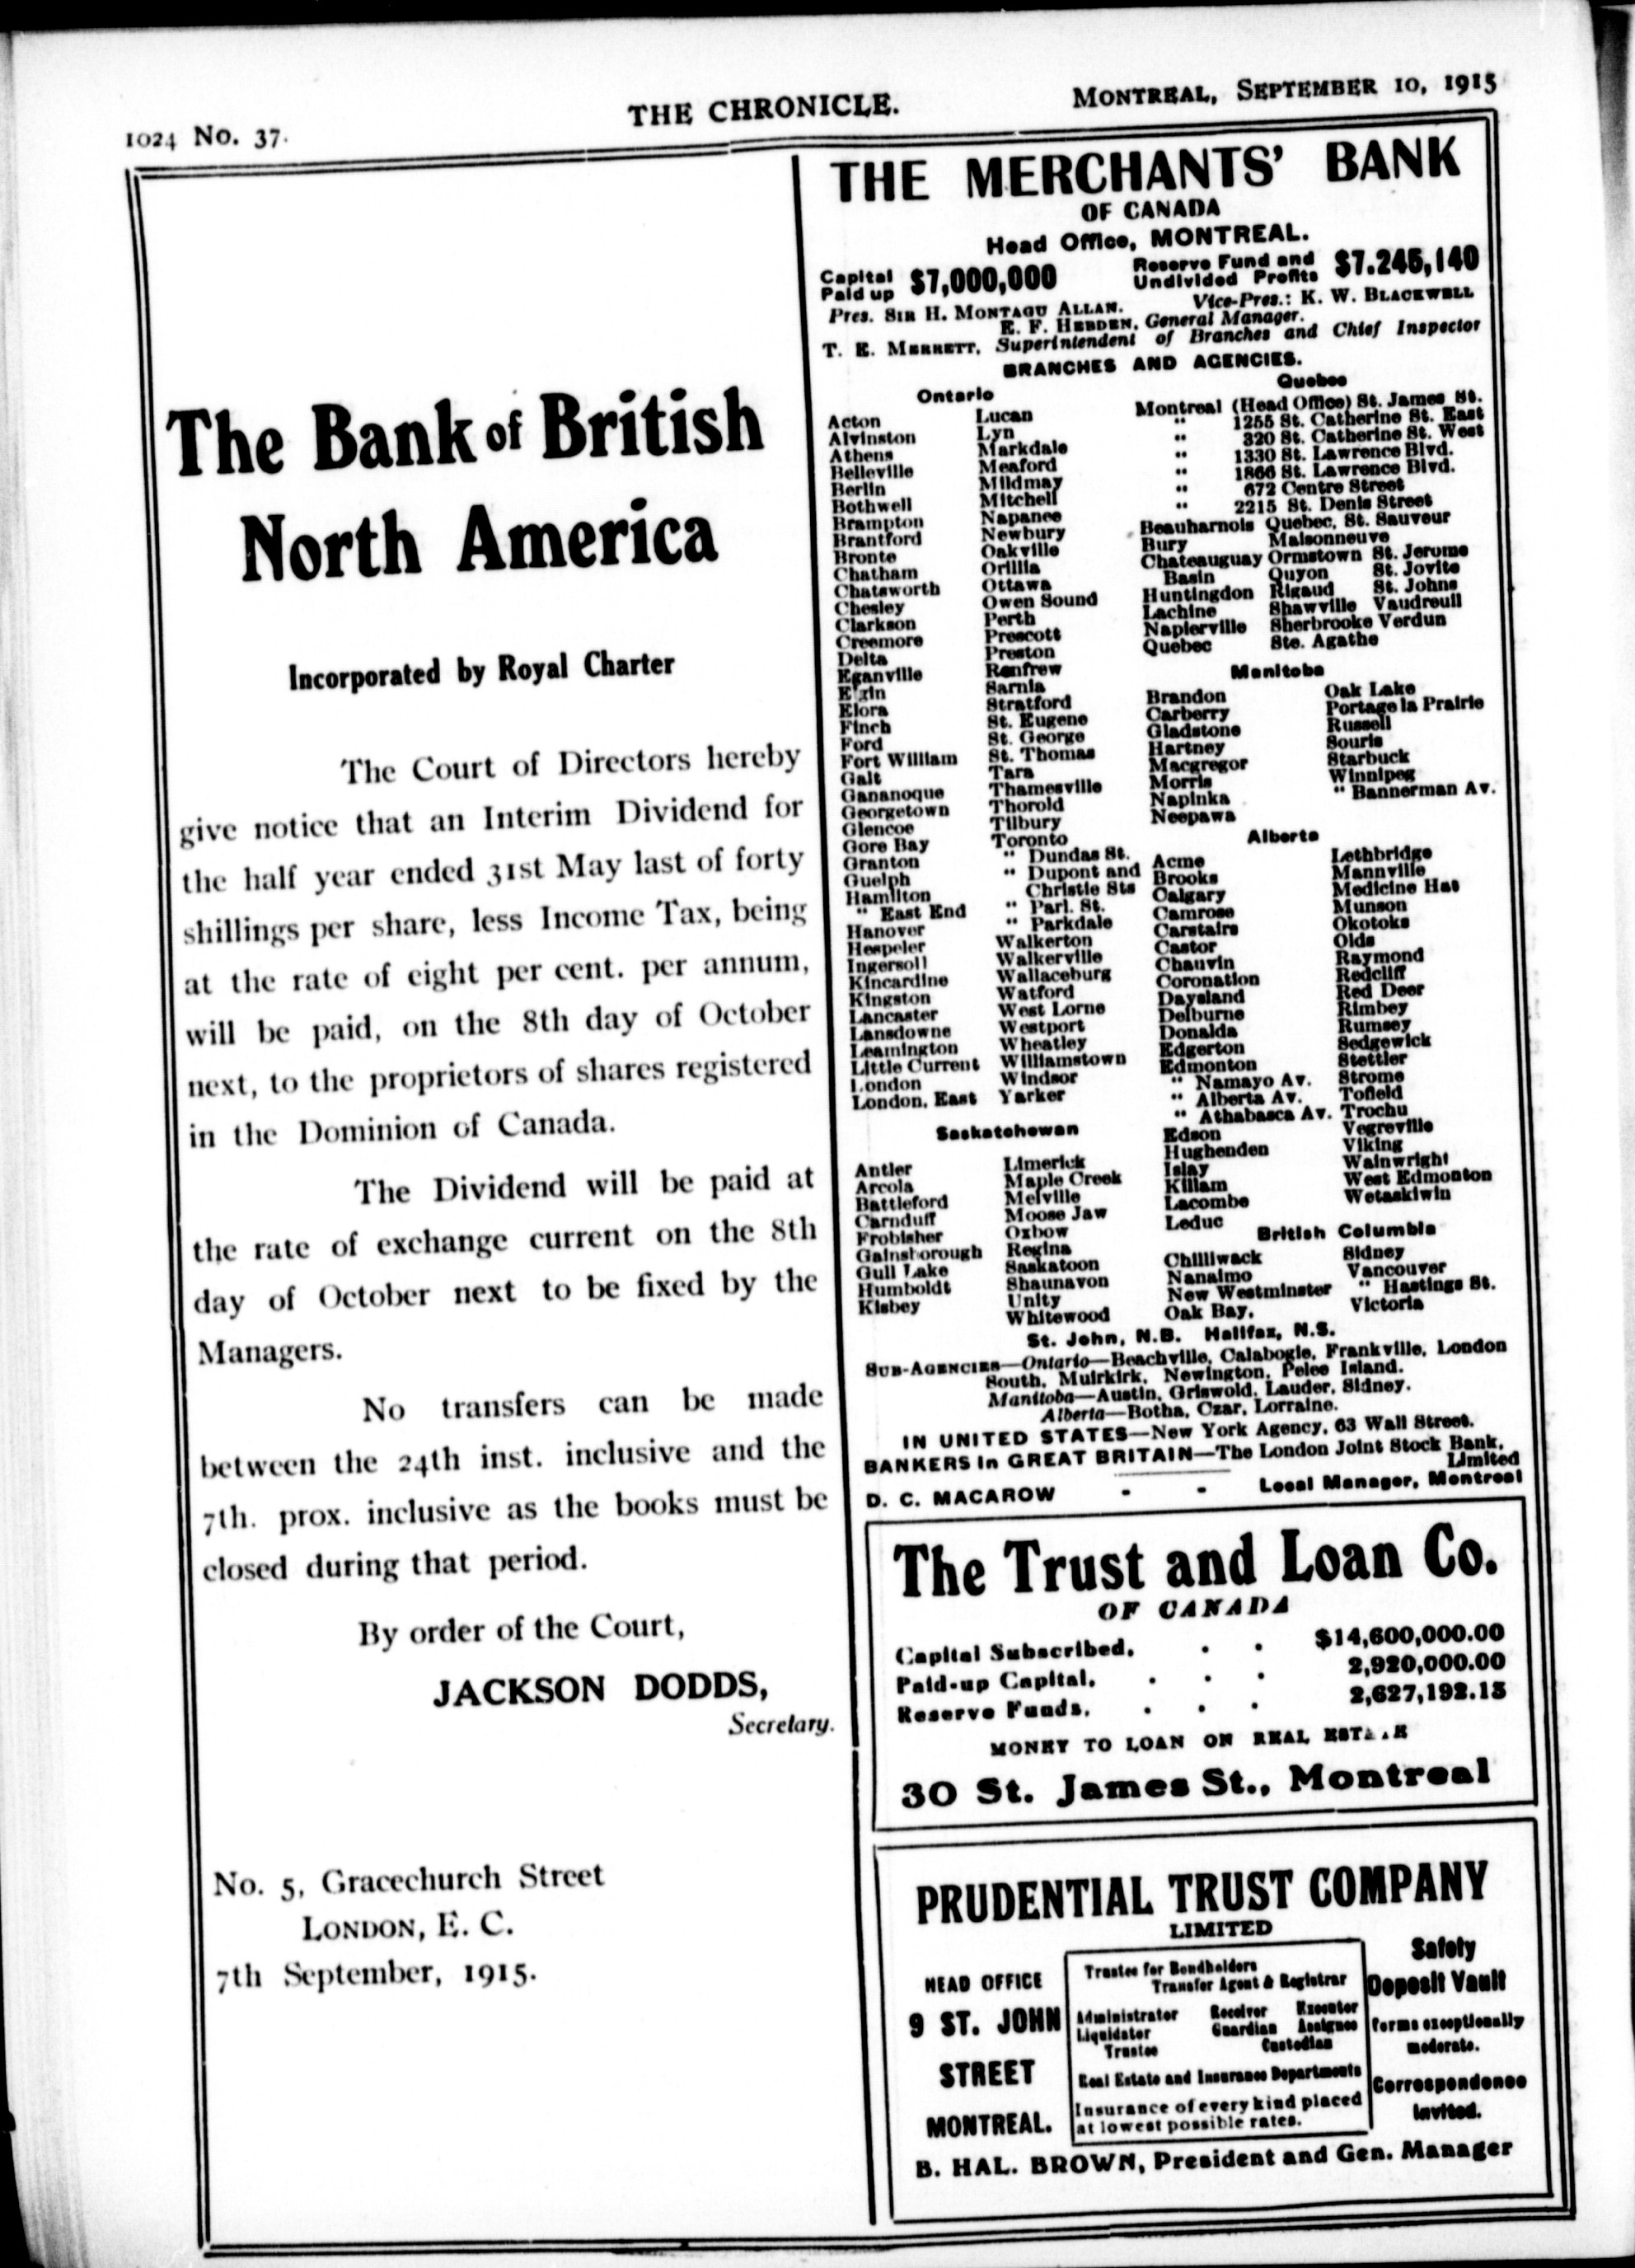 1024 No. 37.
THE CHRONICLE.
MONTREAL, SEPTEMBER 10, 1915
The Bank of British
North America
Incorporated by Royal Charter
The Court of Directors hereby
give notice that an Interim Dividend for
the half year ended 31st May last of forty
shillings per share, less Income Tax, being
at the rate of eight per cent. per annum,
will be paid, on the 8th day of October
next, to the proprietors of shares registered
in the Dominion of Canada.
The Dividend will be paid at
the rate of exchange current on the 8th
day of October next to be fixed by the
Managers.
No transfers can be made
between the 24th inst. inclusive and the
7th. prox. inclusive as the books must be
closed during that period.
By order of the Court,
JACKSON DODDS,
Secretary.
No. 5, Gracechurch Street
LONDON, E. C.
7th September, 1915.
THE MERCHANTS' BANK
OF CANADA
Head Office, MONTREAL.
Capital Paid up $7,000,000
Reserve Fund and Undivided Profits $7,245,140
Pres. SIR H. MONTAGU ALLAN. Vice-Pres.: K. W. BLACKWELL
E. F. HEBDEN, General Manager.
T. E. MERRETT, Superintendent of Branches and Chief Inspector
BRANCHES AND AGENCIES.
Ontario
Acton
Alvinston
Athens
Belleville
Berlin
Bothwell
Brampton
Brantford
Bronte
Chatham
Chatsworth
Chesley
Clarkson
Creemore
Delta
Eganville
Elgin
Elora
Finch
Ford
Fort William
Galt
Gananoque
Georgetown
Glencoe
Gore Bay
Granton
Guelph
Hamilton
" East End
Hanover
Hespeler
Ingersoll
Kincardine
Kingston
Lancaster
Lansdowne
Leamington
Little Current
London
London, East
Lucan
Lyn
Markdale
Meaford
Mildmay
Mitchell
Napanee
Newbury
Oakville
Orillia
Ottawa
Owen Sound
Perth
Prescott
Preston
Renfrew
Sarnia
Stratford
St. Eugene
St. George
St. Thomas
Tara
Thamesville
Thorold
Tilbury
Toronto
" Dundas St.
" Dupont and
Christie Sts
" Parl. St.
" Parkdale
Walkerton
Walkerville
Wallaceburg
Watford
West Lorne
Westport
Wheatley
Williamstown
Windsor
Yarker
Quebec
Montreal (Head Office) St. James St.
" 1255 St. Catherine St. East
" 320 St. Catherine St. West
" 1330 St. Lawrence Blvd.
" 1866 St. Lawrence Blvd.
" 672 Centre Street
" 2215 St. Denis Street
Beauharnois Quebec, St. Sauveur
Bury Maisonneuve
Chateauguay Ormstown St. Jerome
Basin Quyon St. Jovite
Huntingdon Rigaud St. Johns
Lachine Shawville Vaudreuil
Napierville Sherbrooke Verdun
Quebec Ste. Agathe
Manitoba
Brandon
Carberry
Gladstone
Hartney
Macgregor
Morris
Napinka
Neepawa
Oak Lake
Portage la Prairie
Russell
Souris
Starbuck
Winnipeg
" Bannerman Av.
Alberta
Acme
Brooks
Calgary
Camrose
Carstairs
Castor
Chauvin
Coronation
Daysland
Delburne
Donalda
Edgerton
Edmonton
" Namayo Av.
" Alberta Av.
" Athabasca Av.
Edson
Hughenden
Islay
Killam
Lacombe
Leduc
Lethbridge
Mannville
Medicine Hat
Munson
Okotoks
Olds
Raymond
Redcliff
Red Deer
Rimbey
Rumsey
Sedgewick
Stettler
Strome
Tofield
Trochu
Vegreville
Viking
Wainwright
West Edmonton
Wetaskiwin
Saskatchewan
Antler
Arcola
Battleford
Carnduff
Frobisher
Gainsborough
Gull Lake
Humboldt
Kisbey
Limerick
Maple Creek
Melville
Moose Jaw
Oxbow
Regina
Saskatoon
Shaunavon
Unity
Whitewood
British Columbia
Chilliwack
Nanaimo
New Westminster
Oak Bay,
Sidney
Vancouver
" Hastings St.
Victoria
St. John, N.B. Halifax, N.S.
SUB-AGENCIES—Ontario—Beachville, Calabogie, Frankville, London
South, Muirkirk, Newington, Pelee Island.
Manitoba—Austin, Griswold, Lauder, Sidney.
Alberta—Botha, Czar, Lorraine.
IN UNITED STATES—New York Agency, 63 Wall Street.
BANKERS in GREAT BRITAIN—The London Joint Stock Bank,
Limited
D. C. MACAROW - - Local Manager, Montreal
The Trust and Loan Co.
OF CANADA
Capital Subscribed, . . $14,600,000.00
Paid-up Capital, . . . 2,920,000.00
Reserve Funds, . . . 2,627,192.13
MONEY TO LOAN ON REAL ESTATE
30 St. James St., Montreal
PRUDENTIAL TRUST COMPANY
LIMITED
HEAD OFFICE
9 ST. JOHN
STREET
MONTREAL.
Trustee for Bondholders
Transfer Agent & Registrar
Administrator Receiver Executor
Liquidator Guardian Assignee
Trustee Custodian
Real Estate and Insurance Departments
Insurance of every kind placed
at lowest possible rates.
Safety
Deposit Vault
Terms exceptionally
moderate.
Correspondence
invited.
B. HAL. BROWN, President and Gen. Manager